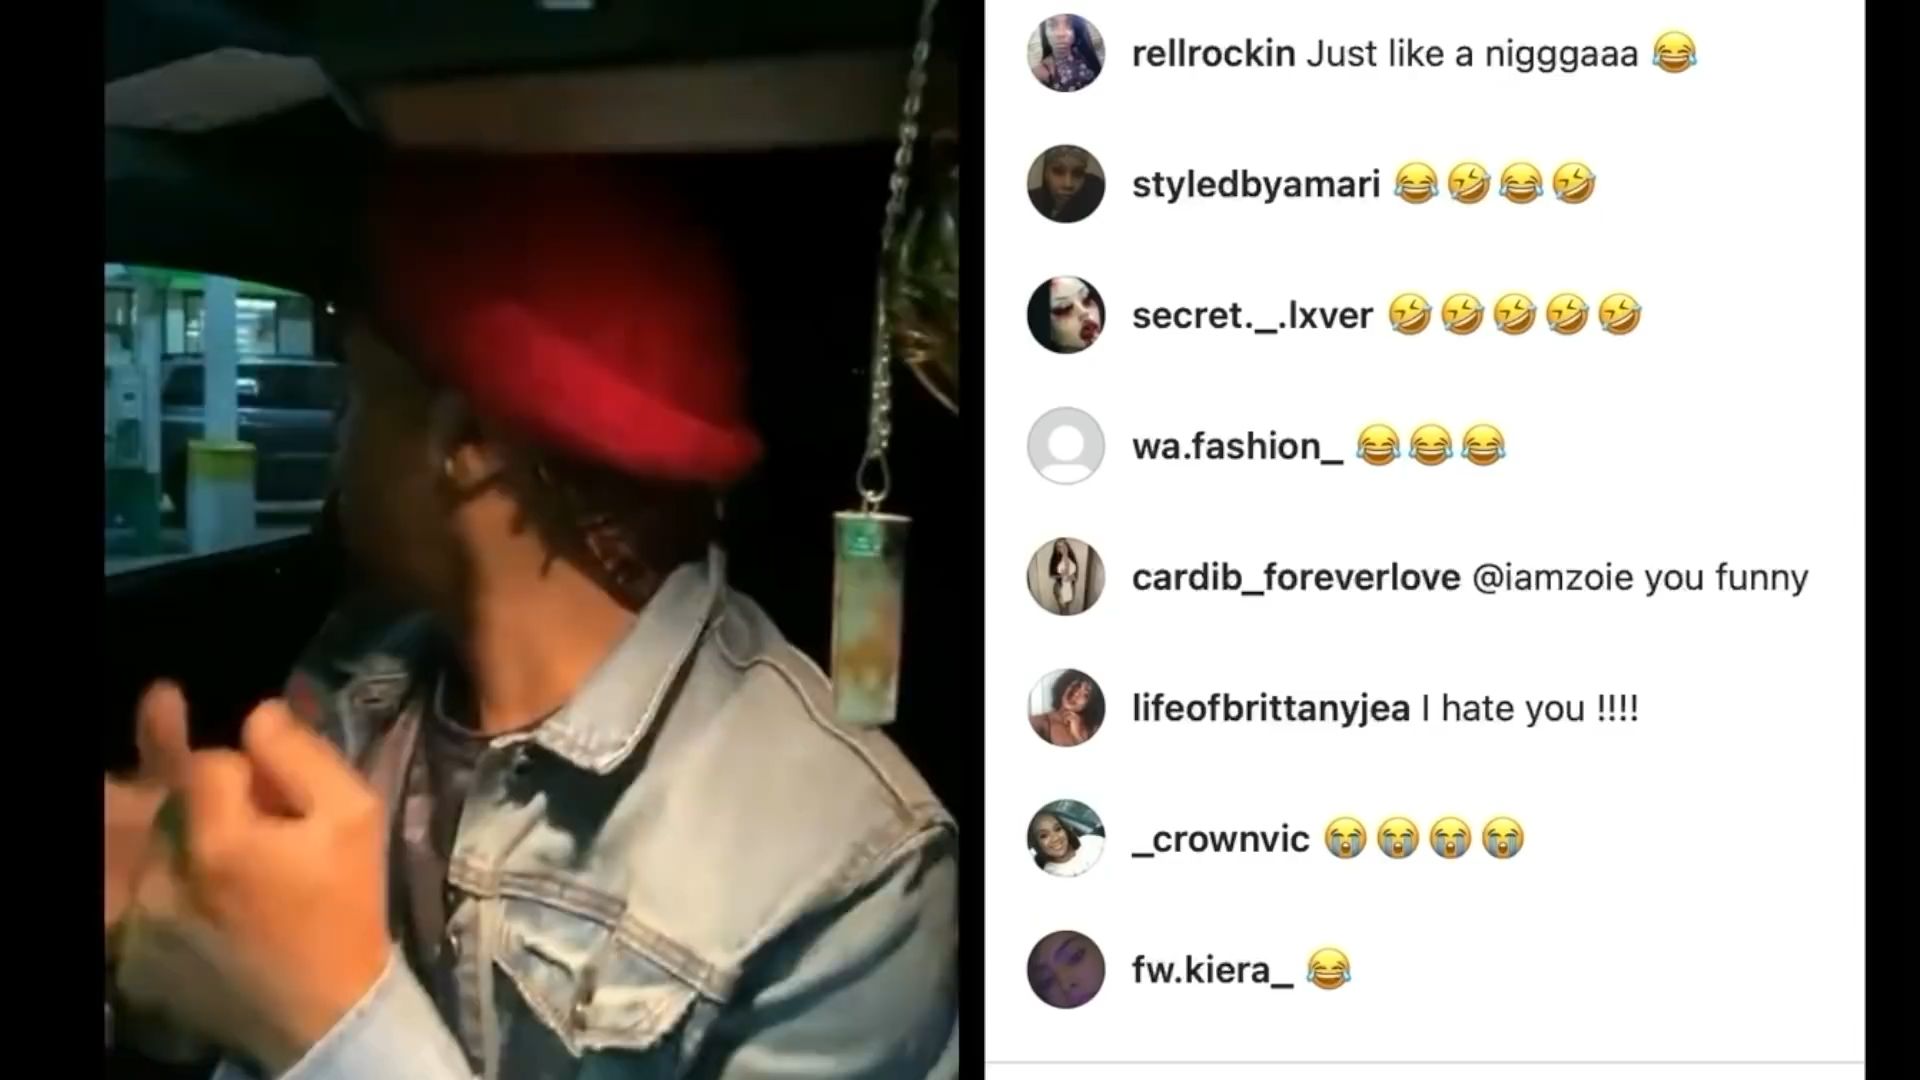 rellrockin Just like a nigggaaa 😂
styledbyamari 😂🤣😂🤣
secret._.lxver 🤣🤣🤣🤣🤣
wa.fashion_ 😂😂😂
cardib_foreverlove @iamzoie you funny
lifeofbrittanyjea I hate you !!!!
_crownvic 😭😭😭😭
fw.kiera_ 😂